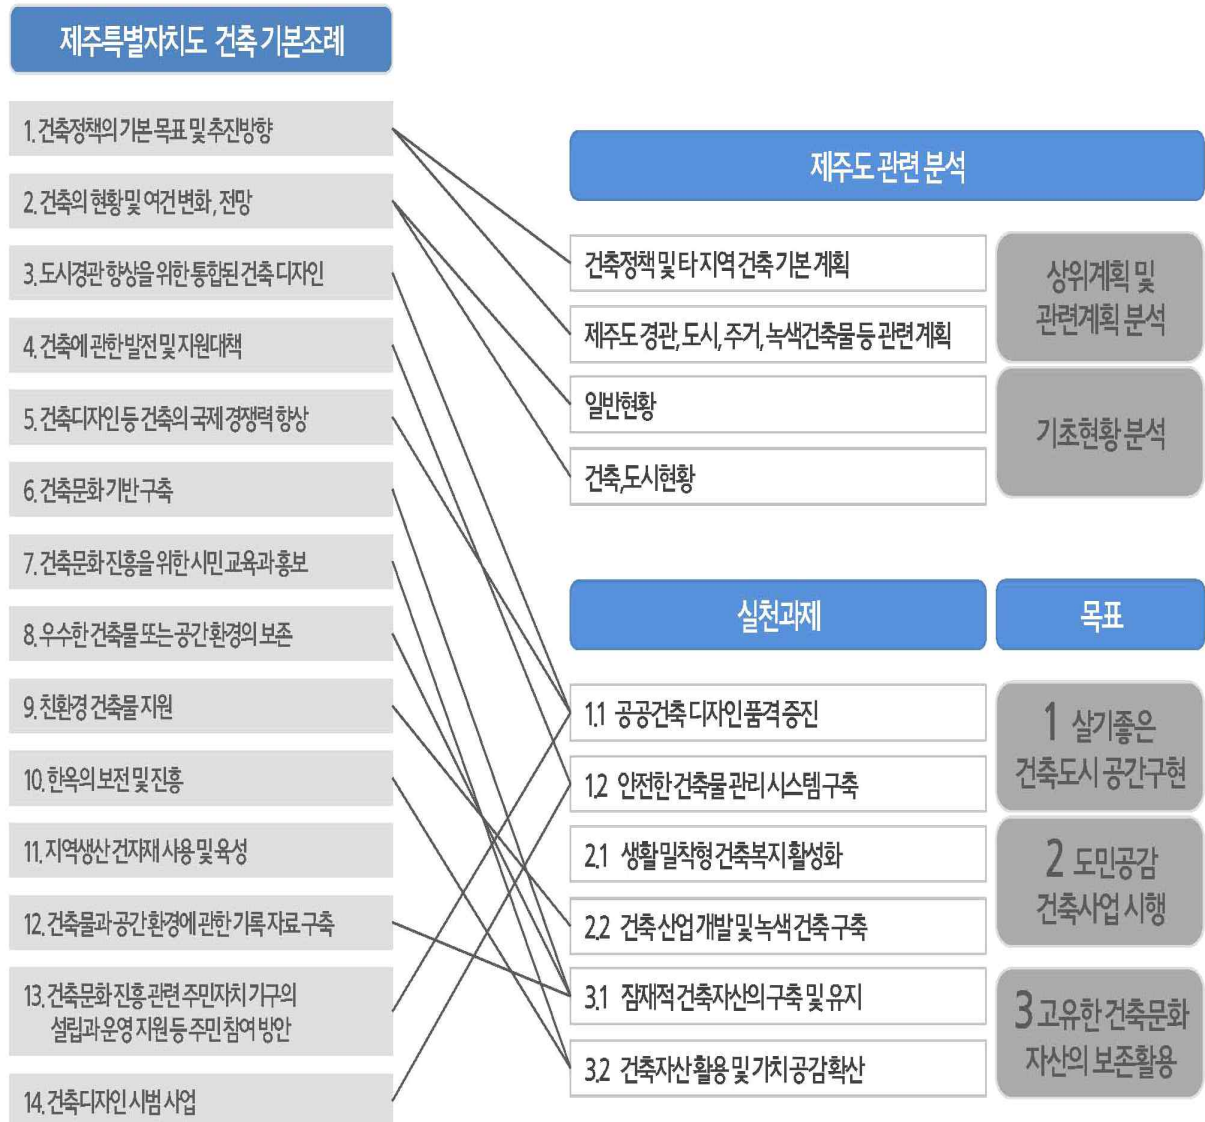 제주특별자치도 건축 기본조례
1. 건축정책의 기본 목표 및 추진방향
2. 건축의 현황 및 여건 변화, 전망
3. 도시경관 향상을 위한 통합된 건축 디자인
4. 건축에 관한 발전 및 지원대책
5. 건축디자인 등 건축의 국제 경쟁력 향상
6. 건축문화 기반 구축
7. 건축문화 진흥을 위한 시민 교육과 홍보
8. 우수한 건축물 또는 공간 환경의 보존
9. 친환경 건축물 지원
10. 한옥의 보전 및 진흥
11. 지역생산 건자재 사용 및 육성
12. 건축물과 공간 환경에 관한 기록 자료 구축
13. 건축문화 진흥 관련 주민자치 기구의
설립과 운영 지원 등 주민 참여 방안
14. 건축디자인 시범 사업
제주도 관련 분석
건축정책 및 타 지역 건축 기본 계획
제주도 경관, 도시, 주거, 녹색건축물 등 관련 계획
상위계획 및
관련계획 분석
일반현황
건축,도시현황
기초현황 분석
실천과제
목표
1.1 공공건축 디자인 품격 증진
1.2 안전한 건축물 관리 시스템 구축
1 살기좋은
건축도시 공간구현
2.1 생활 밀착형 건축복지 활성화
2.2 건축 산업 개발 및 녹색 건축 구축
2 도민공감
건축사업 시행
3.1 잠재적 건축자산의 구축 및 유지
3.2 건축자산 활용 및 가치 공감 확산
3 고유한 건축문화
자산의 보존활용